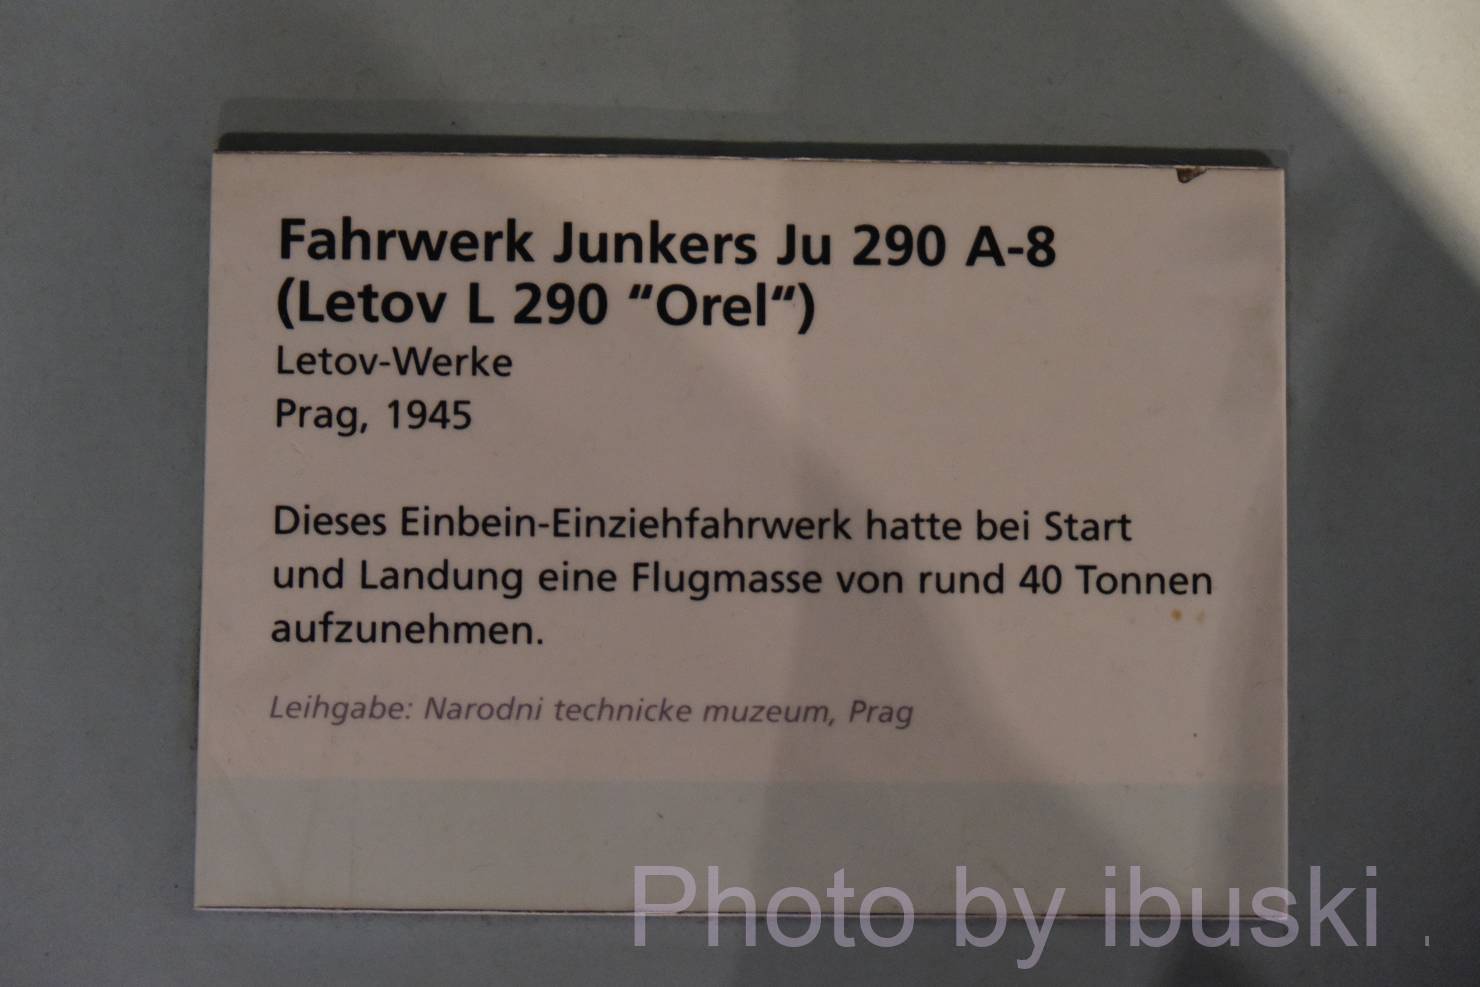 Fahrwerk Junkers Ju 290 A-8
(Letov L 290 “Orel“)
Letov-Werke
Prag, 1945
Dieses Einbein-Einziehfahrwerk hatte bei Start
und Landung eine Flugmasse von rund 40 Tonnen
aufzunehmen.
Leihgabe: Narodni technicke muzeum, Prag
Photo by ibuski